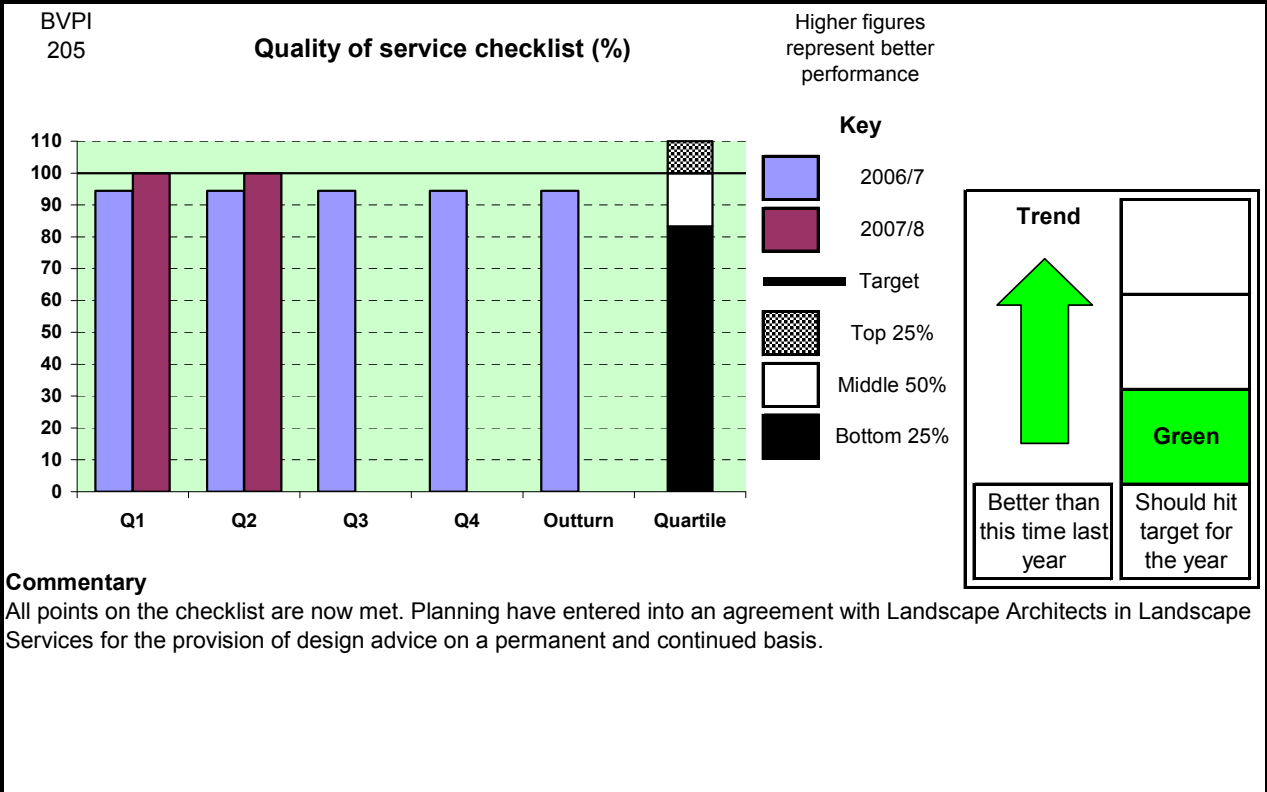 BVPI
205
Quality of service checklist (%)
Higher figures
represent better
performance
Key
110
100
90
80
70
60
50
40
30
20
10
0
Q1
Q2
Q3
Q4
Outturn
Quartile
2006/7
2007/8
Target
Top 25%
Middle 50%
Bottom 25%
Trend
Green
Better than
this time last
year
Should hit
target for
the year
Commentary
All points on the checklist are now met. Planning have entered into an agreement with Landscape Architects in Landscape
Services for the provision of design advice on a permanent and continued basis.